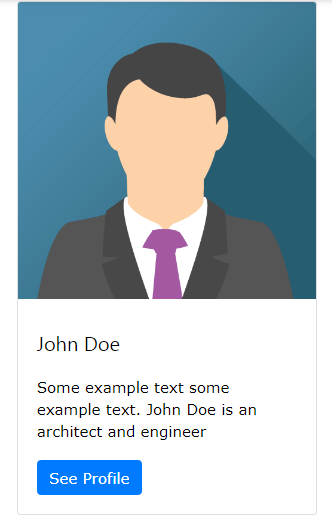 John Doe
Some example text some
example text. John Doe is an
architect and engineer
See Profile